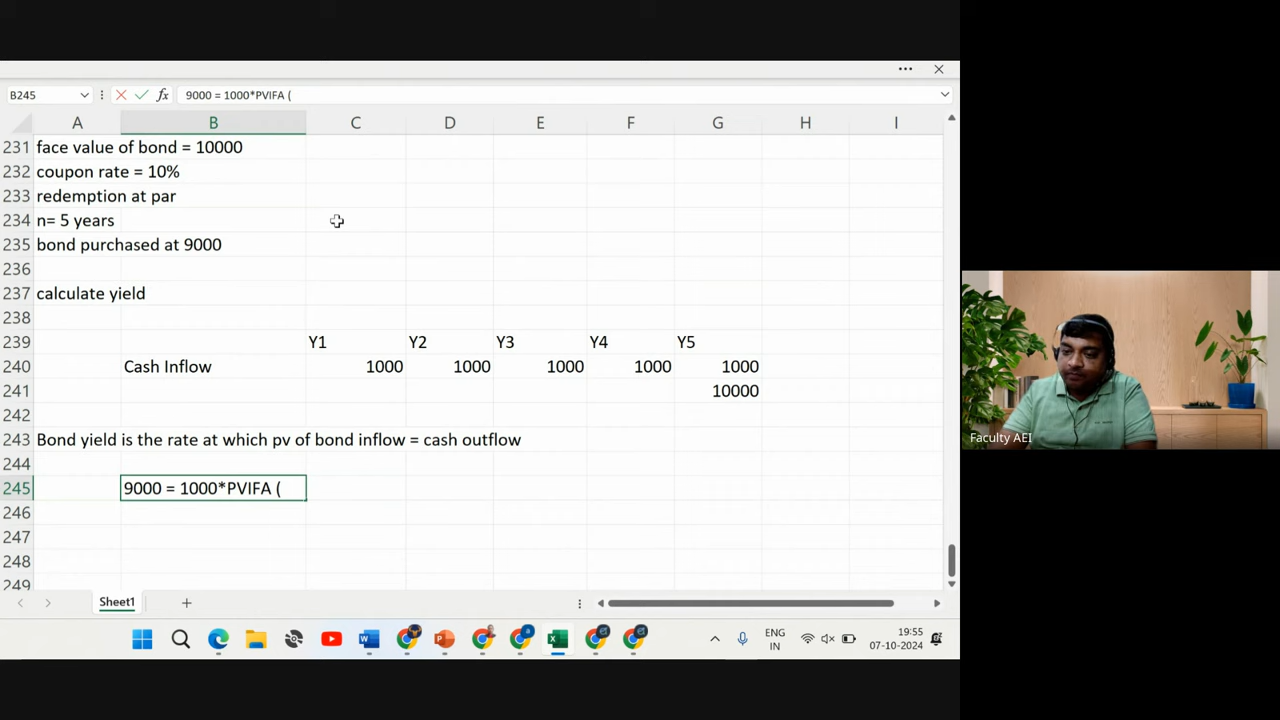 B245
fx
9000 = 1000*PVIFA (
A B C D E F G H I
231 face value of bond = 10000
232 coupon rate = 10%
233 redemption at par
234 n= 5 years
235 bond purchased at 9000
236
237 calculate yield
238
239 Y1 Y2 Y3 Y4 Y5
240 Cash Inflow 1000 1000 1000 1000 1000
241 10000
242
243 Bond yield is the rate at which pv of bond inflow = cash outflow
244
245 9000 = 1000*PVIFA (
246
247
248
249
Sheet1
ENG
IN
19:55
07-10-2024
Faculty AEI